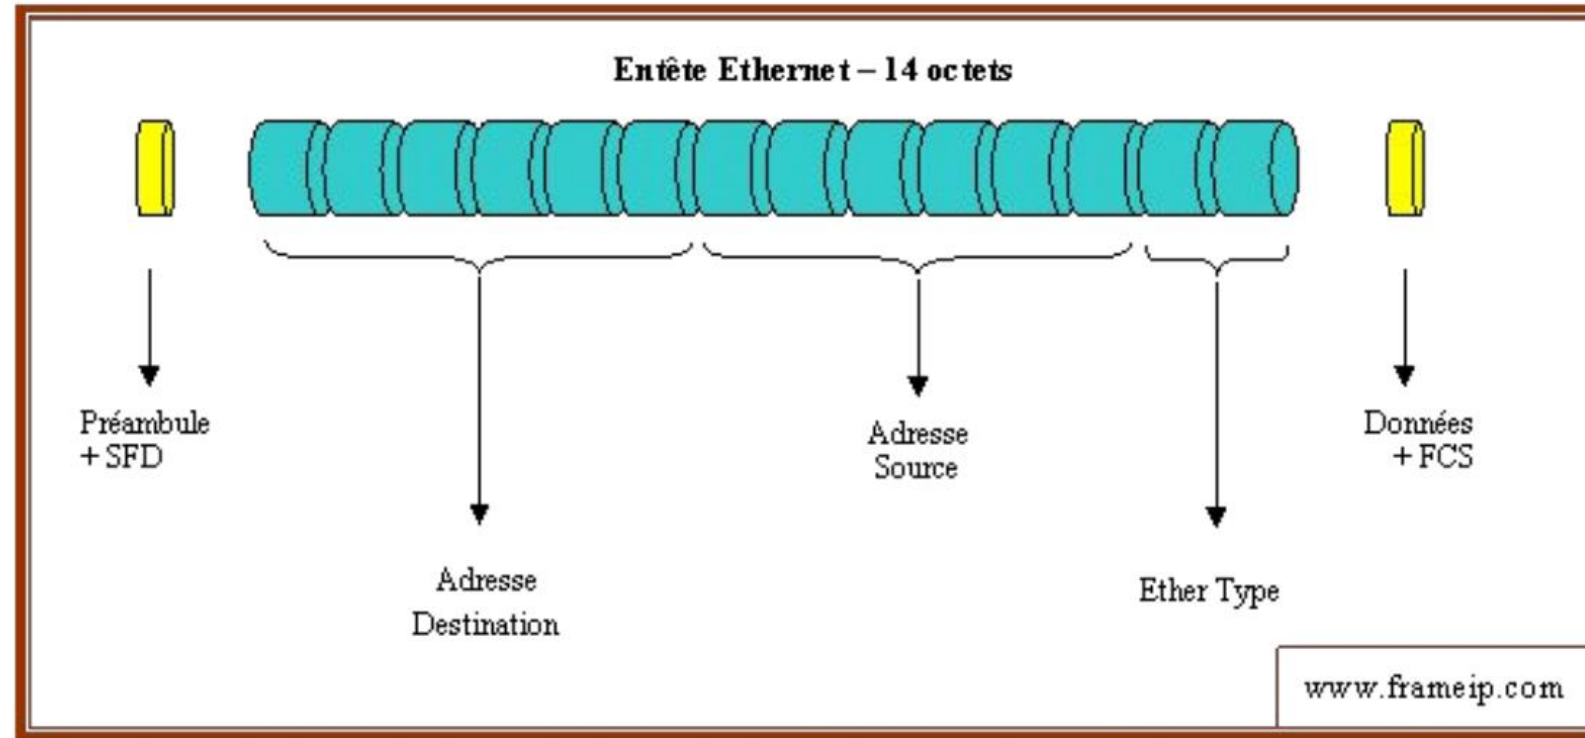 Entête Ethernet – 14 octets
Préambule
+ SFD
Adresse
Destination
Adresse
Source
Ether Type
Données
+ FCS
www.frameip.com